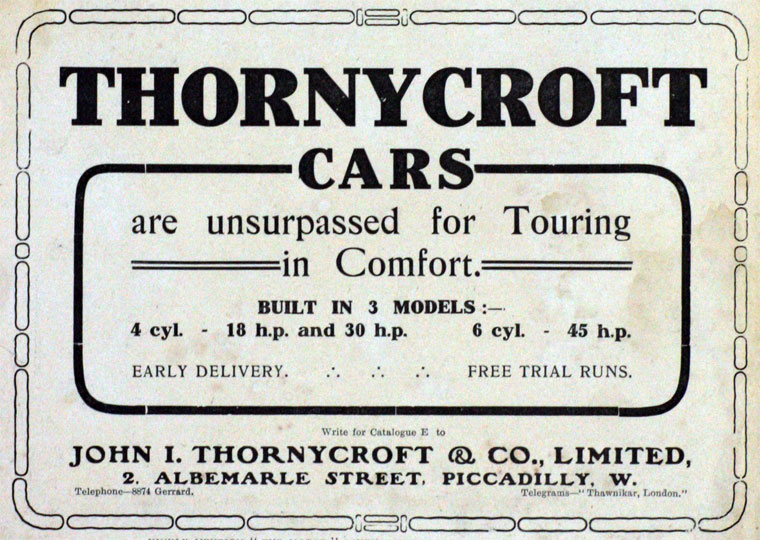 THORNYCROFT
CARS
are unsurpassed for Touring
in Comfort.
BUILT IN 3 MODELS :—
4 cyl. - 18 h.p. and 30 h.p. 6 cyl. - 45 h.p.
EARLY DELIVERY. ∴ ∴ ∴ FREE TRIAL RUNS.
Write for Catalogue E to
JOHN I. THORNYCROFT & CO., LIMITED,
2, ALBEMARLE STREET, PICCADILLY, W.
Telephone—8874 Gerrard. Telegrams—"Thawnikar, London."